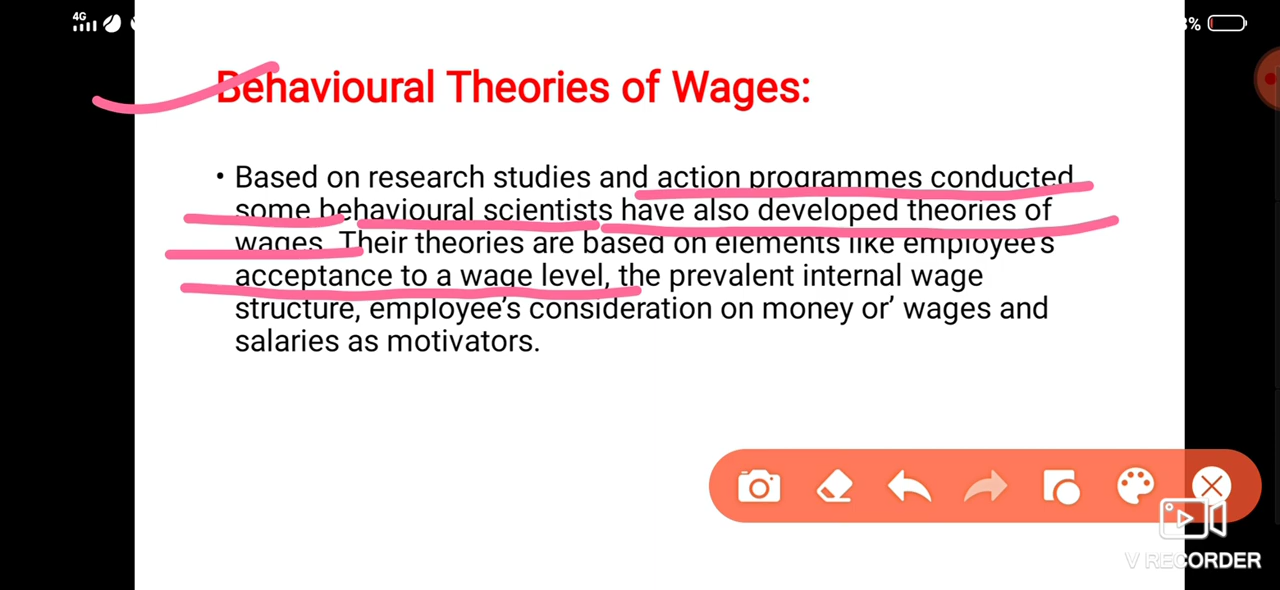 4G
%
Behavioural Theories of Wages:
• Based on research studies and action programmes conducted
some behavioural scientists have also developed theories of
wages. Their theories are based on elements like employee's
acceptance to a wage level, the prevalent internal wage
structure, employee’s consideration on money or’ wages and
salaries as motivators.
V RECORDER